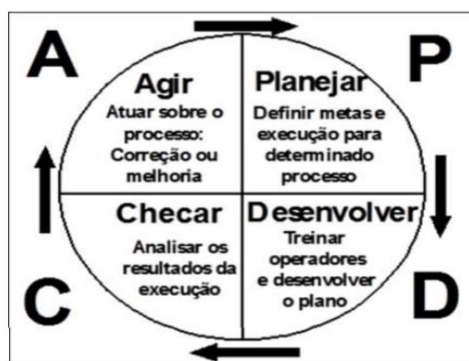 A
P
Agir
Atuar sobre o
processo:
Correção ou
melhoria
Planejar
Definir metas e
execução para
determinado
processo
Checar
Analisar os
resultados da
execução
Desenvolver
Treinar
operadores
e desenvolver
o plano
C
D